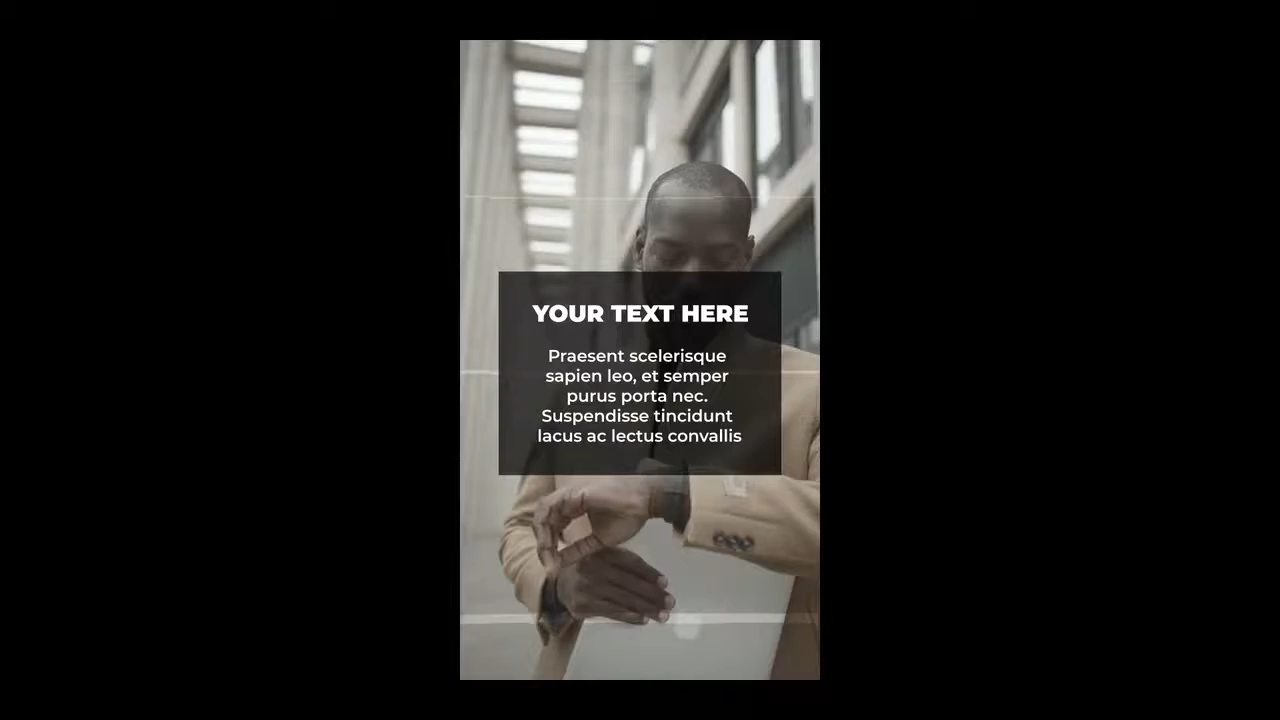 YOUR TEXT HERE
Praesent scelerisque
sapien leo, et semper
purus porta nec.
Suspendisse tincidunt
lacus ac lectus convallis